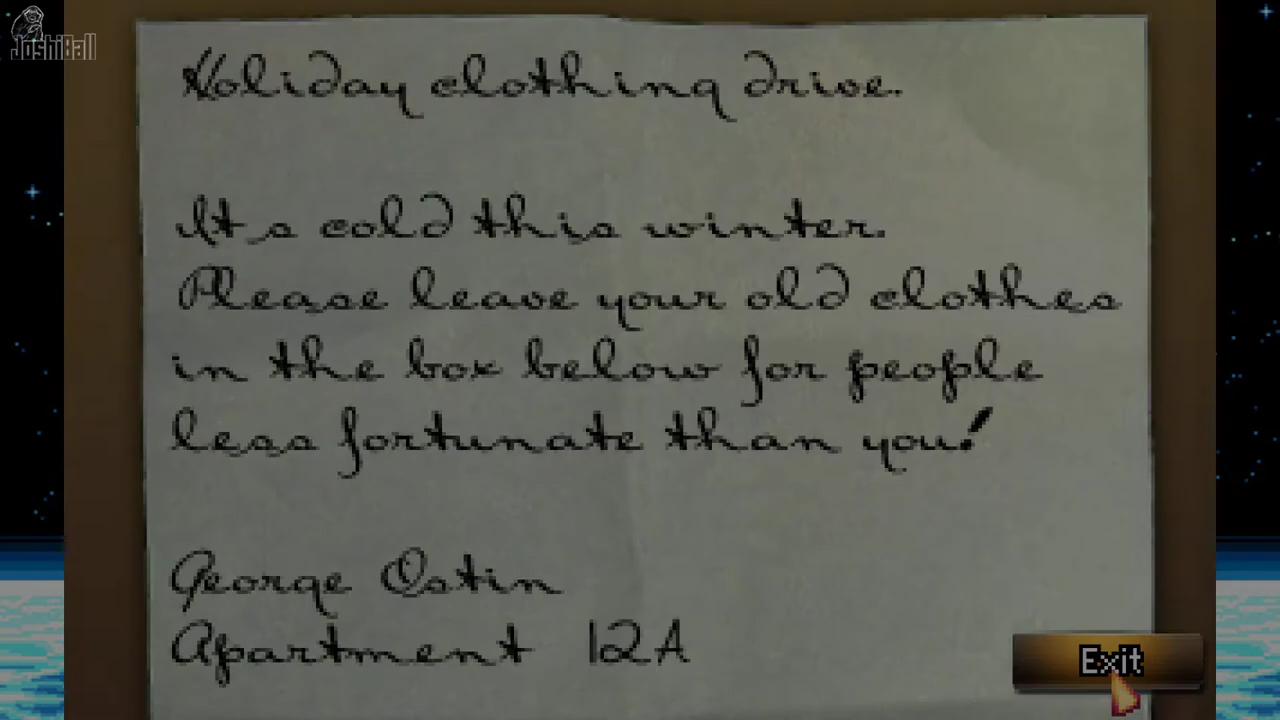 JoshiBall
Holiday clothing drive.
Its cold this winter.
Please leave your old clothes
in the box below for people
less fortunate than you!
George Ostin
Apartment 12A
Exit